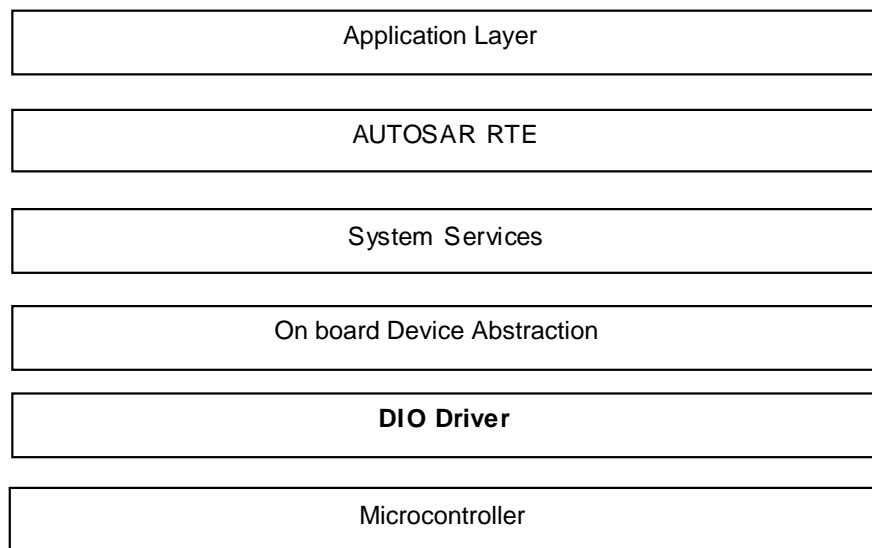 Application Layer
AUTOSAR RTE
System Services
On board Device Abstraction
DIO Driver
Microcontroller